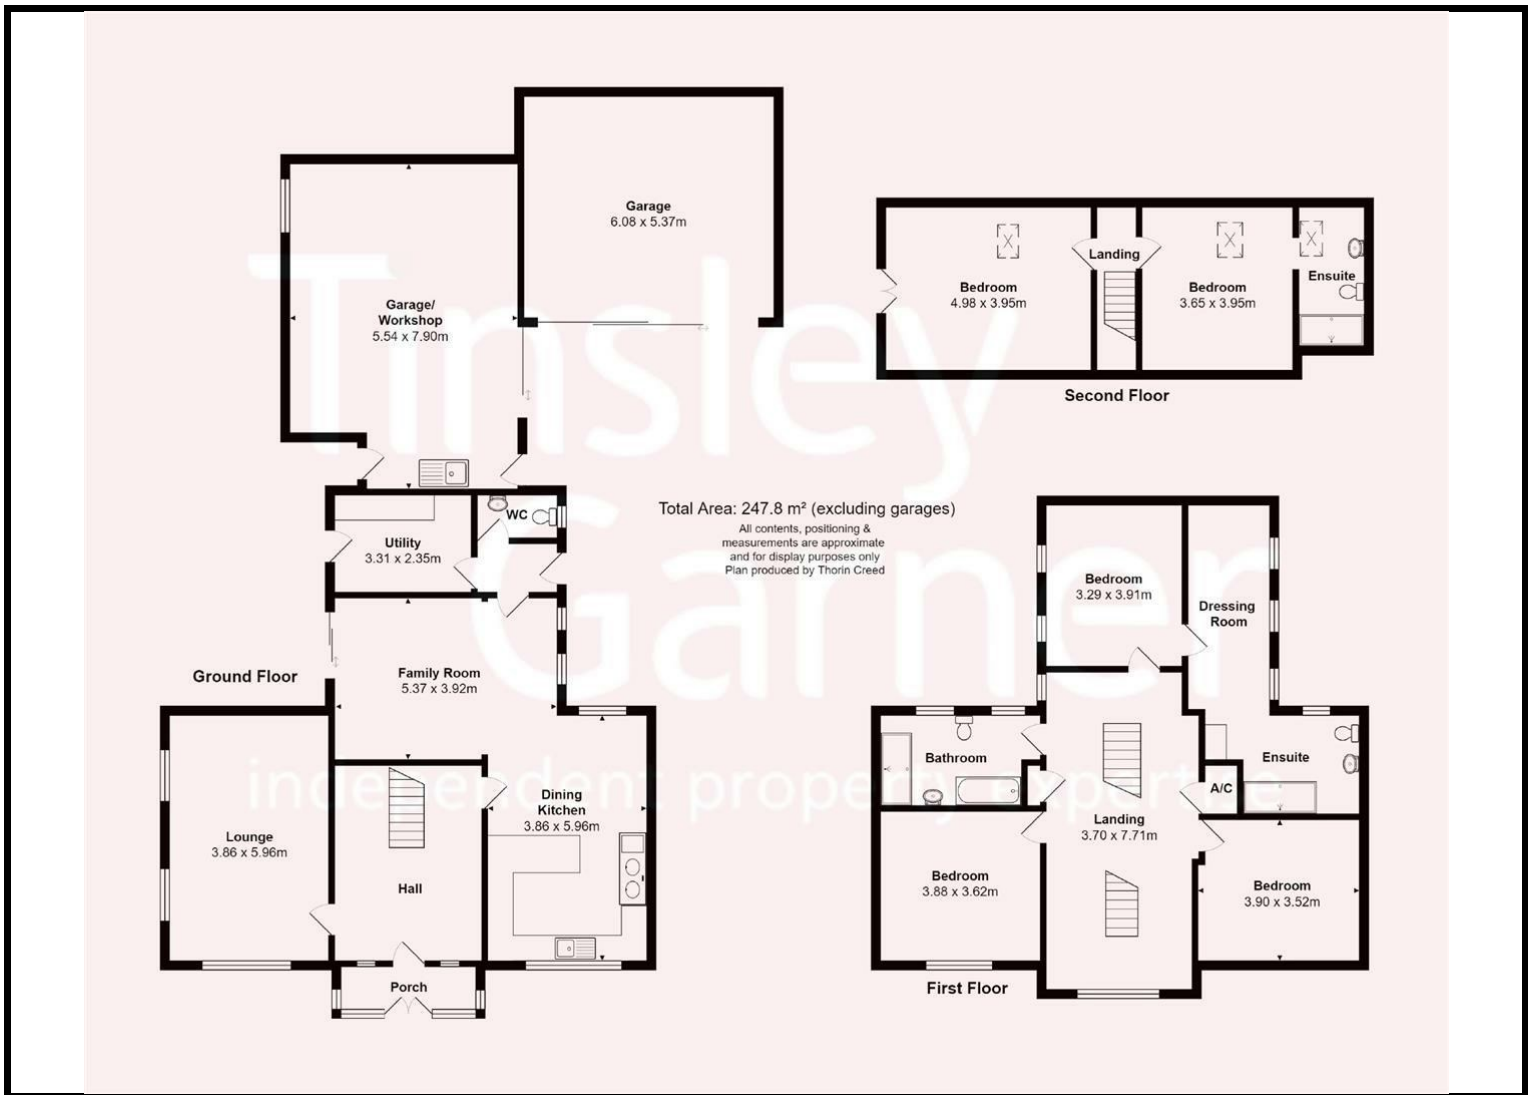 Garage
6.08 x 5.37m
Garage/
Workshop
5.54 x 7.90m
Landing
Bedroom
4.98 x 3.95m
Bedroom
3.65 x 3.95m
Ensuite
Second Floor
Tinsley
Garner
independent property expertise
Total Area: 247.8 m² (excluding garages)
All contents, positioning &
measurements are approximate
and for display purposes only
Plan produced by Thorin Creed
WC
Utility
3.31 x 2.35m
Family Room
5.37 x 3.92m
Ground Floor
Dining
Kitchen
3.86 x 5.96m
Lounge
3.86 x 5.96m
Hall
Porch
Bedroom
3.29 x 3.91m
Dressing
Room
Bathroom
Ensuite
A/C
Landing
3.70 x 7.71m
Bedroom
3.88 x 3.62m
Bedroom
3.90 x 3.52m
First Floor